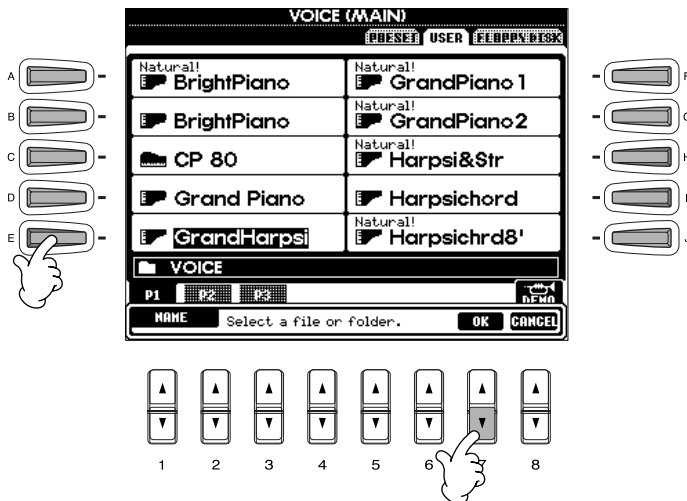 VOICE (MAIN)
PRESET USER FLOPPY DISK
A
Natural!
BrightPiano
Natural!
GrandPiano 1
F
B
BrightPiano
Natural!
GrandPiano 2
G
C
CP 80
Natural!
Harpsi&Str
H
D
Grand Piano
Harpsichord
I
E
GrandHarpsi
Natural!
Harpsichrd8'
J
VOICE
P1 P2 P3
DEMO
NAME Select a file or folder. OK CANCEL
1 2 3 4 5 6 8